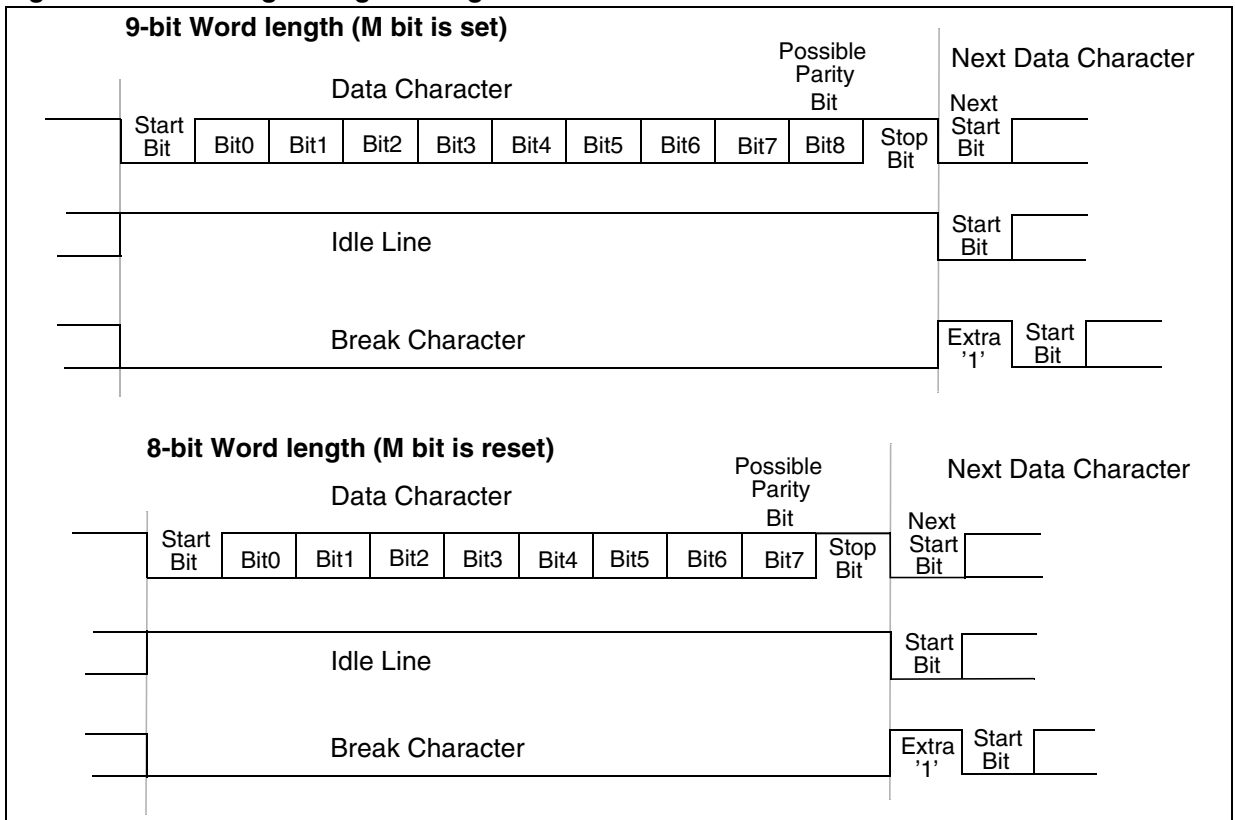 9-bit Word length (M bit is set)
Possible
Parity
Bit
Next Data Character
Data Character
Next
Start
Bit
Start
Bit
Bit0 Bit1 Bit2 Bit3 Bit4 Bit5 Bit6 Bit7 Bit8
Stop
Bit
Idle Line
Start
Bit
Break Character
Extra
'1'
Start
Bit
8-bit Word length (M bit is reset)
Possible
Parity
Bit
Next Data Character
Data Character
Next
Start
Bit
Start
Bit
Bit0 Bit1 Bit2 Bit3 Bit4 Bit5 Bit6 Bit7
Stop
Bit
Idle Line
Start
Bit
Break Character
Extra
'1'
Start
Bit